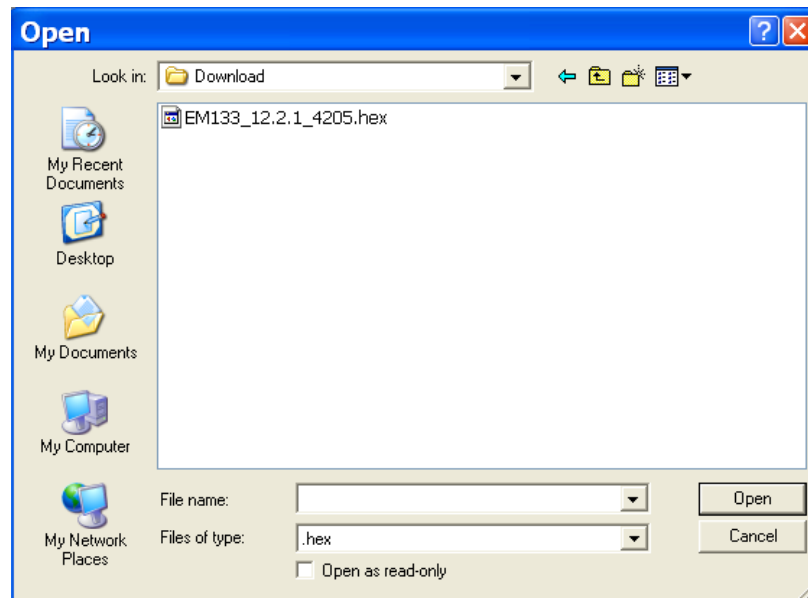 Open
Look in: Download
EM133_12.2.1_4205.hex
My Recent
Documents
Desktop
My Documents
My Computer
My Network
Places
File name:
Open
Files of type: .hex
Cancel
Open as read-only